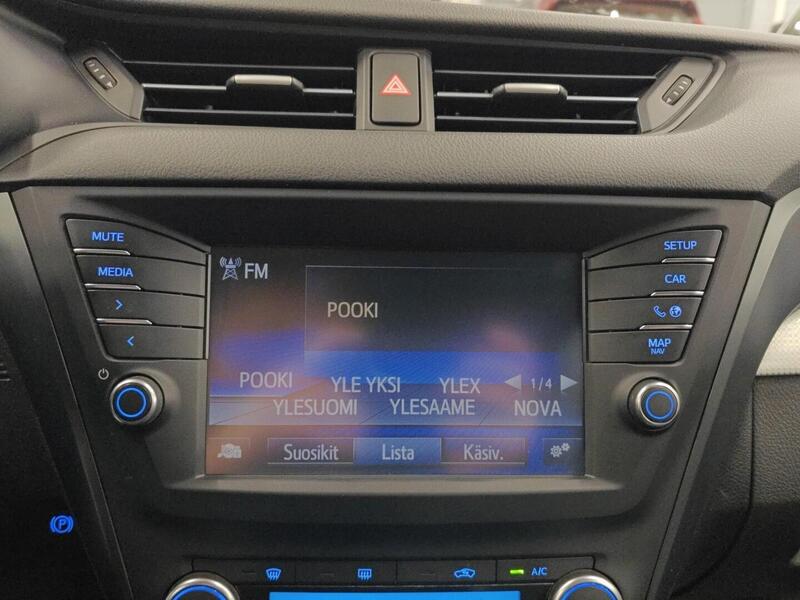 MUTE
MEDIA
>
<
FM
POOKI
POOKI YLE YKSI YLEX 1/4
YLESUOMI YLESAAME NOVA
Suosikit Lista Käsiv.
SETUP
CAR
MAP
NAV
P
A/C